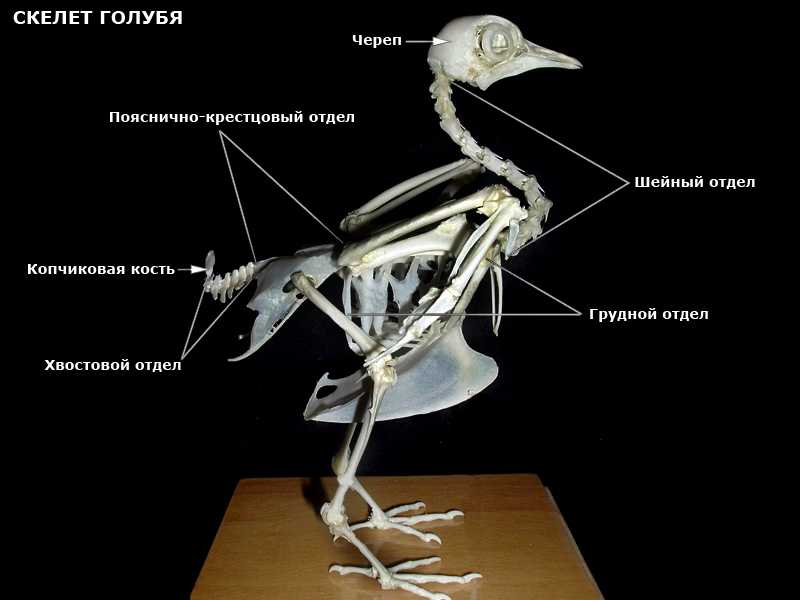 СКЕЛЕТ ГОЛУБЯ
Череп
Пояснично-крестцовый отдел
Шейный отдел
Копчиковая кость
Грудной отдел
Хвостовой отдел